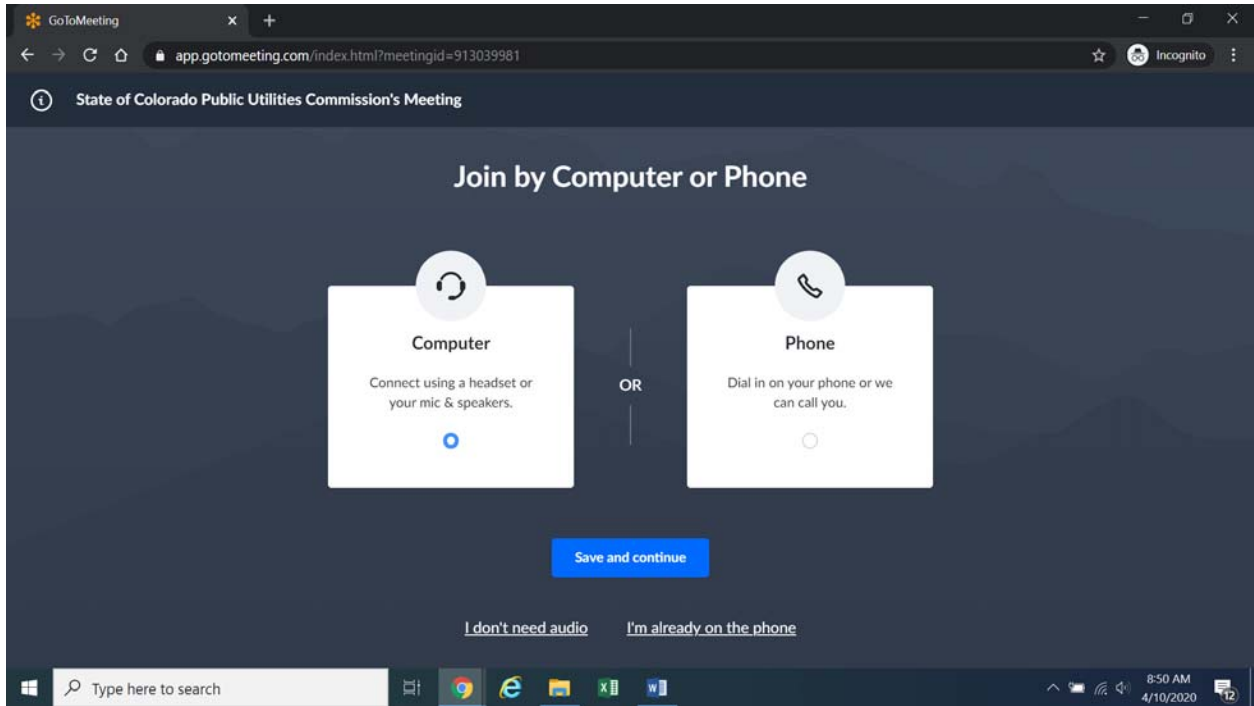 GoToMeeting
app.gotomeeting.com/index.html?meetingid=913039981
Incognito
State of Colorado Public Utilities Commission's Meeting
Join by Computer or Phone
Computer
Connect using a headset or
your mic & speakers.
OR
Phone
Dial in on your phone or we
can call you.
Save and continue
I don't need audio
I'm already on the phone
Type here to search
8:50 AM
4/10/2020
12